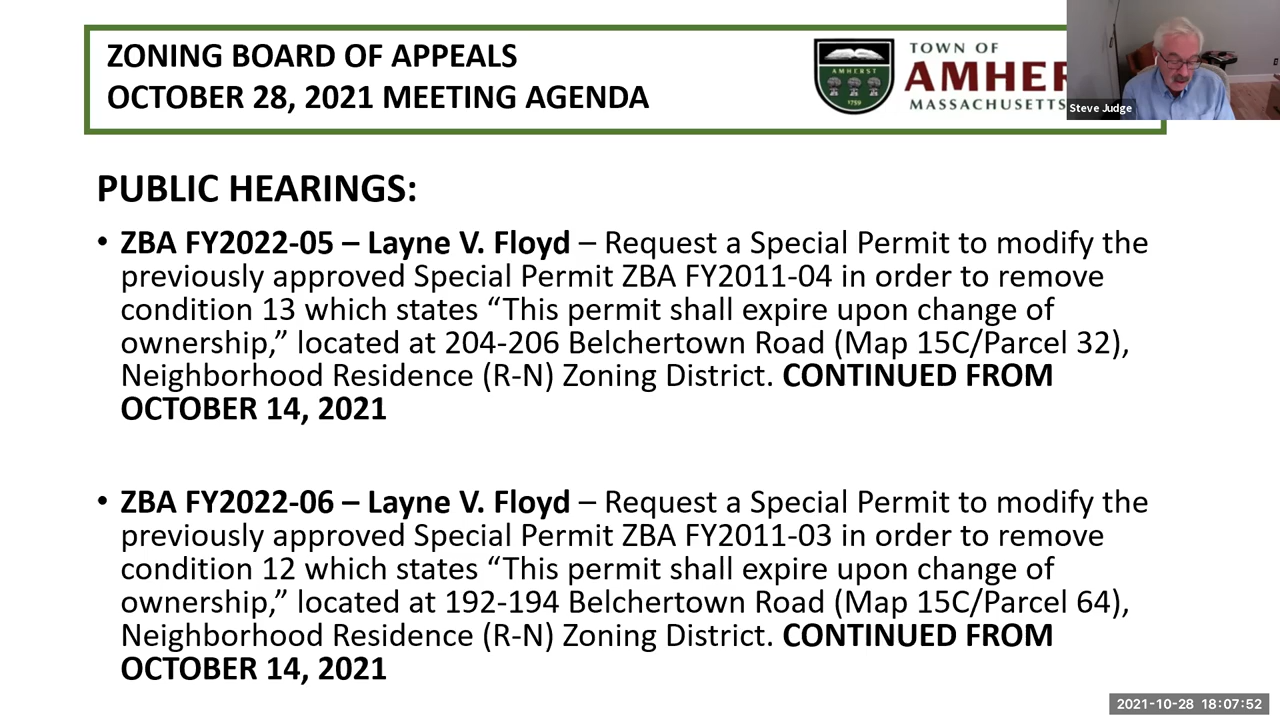 ZONING BOARD OF APPEALS
OCTOBER 28, 2021 MEETING AGENDA
AMHERST
1759
TOWN OF
AMHER
MASSACHUSETTS
Steve Judge
PUBLIC HEARINGS:
• ZBA FY2022-05 – Layne V. Floyd – Request a Special Permit to modify the
previously approved Special Permit ZBA FY2011-04 in order to remove
condition 13 which states “This permit shall expire upon change of
ownership,” located at 204-206 Belchertown Road (Map 15C/Parcel 32),
Neighborhood Residence (R-N) Zoning District. CONTINUED FROM
OCTOBER 14, 2021
• ZBA FY2022-06 – Layne V. Floyd – Request a Special Permit to modify the
previously approved Special Permit ZBA FY2011-03 in order to remove
condition 12 which states “This permit shall expire upon change of
ownership,” located at 192-194 Belchertown Road (Map 15C/Parcel 64),
Neighborhood Residence (R-N) Zoning District. CONTINUED FROM
OCTOBER 14, 2021
2021-10-28 18:07:52